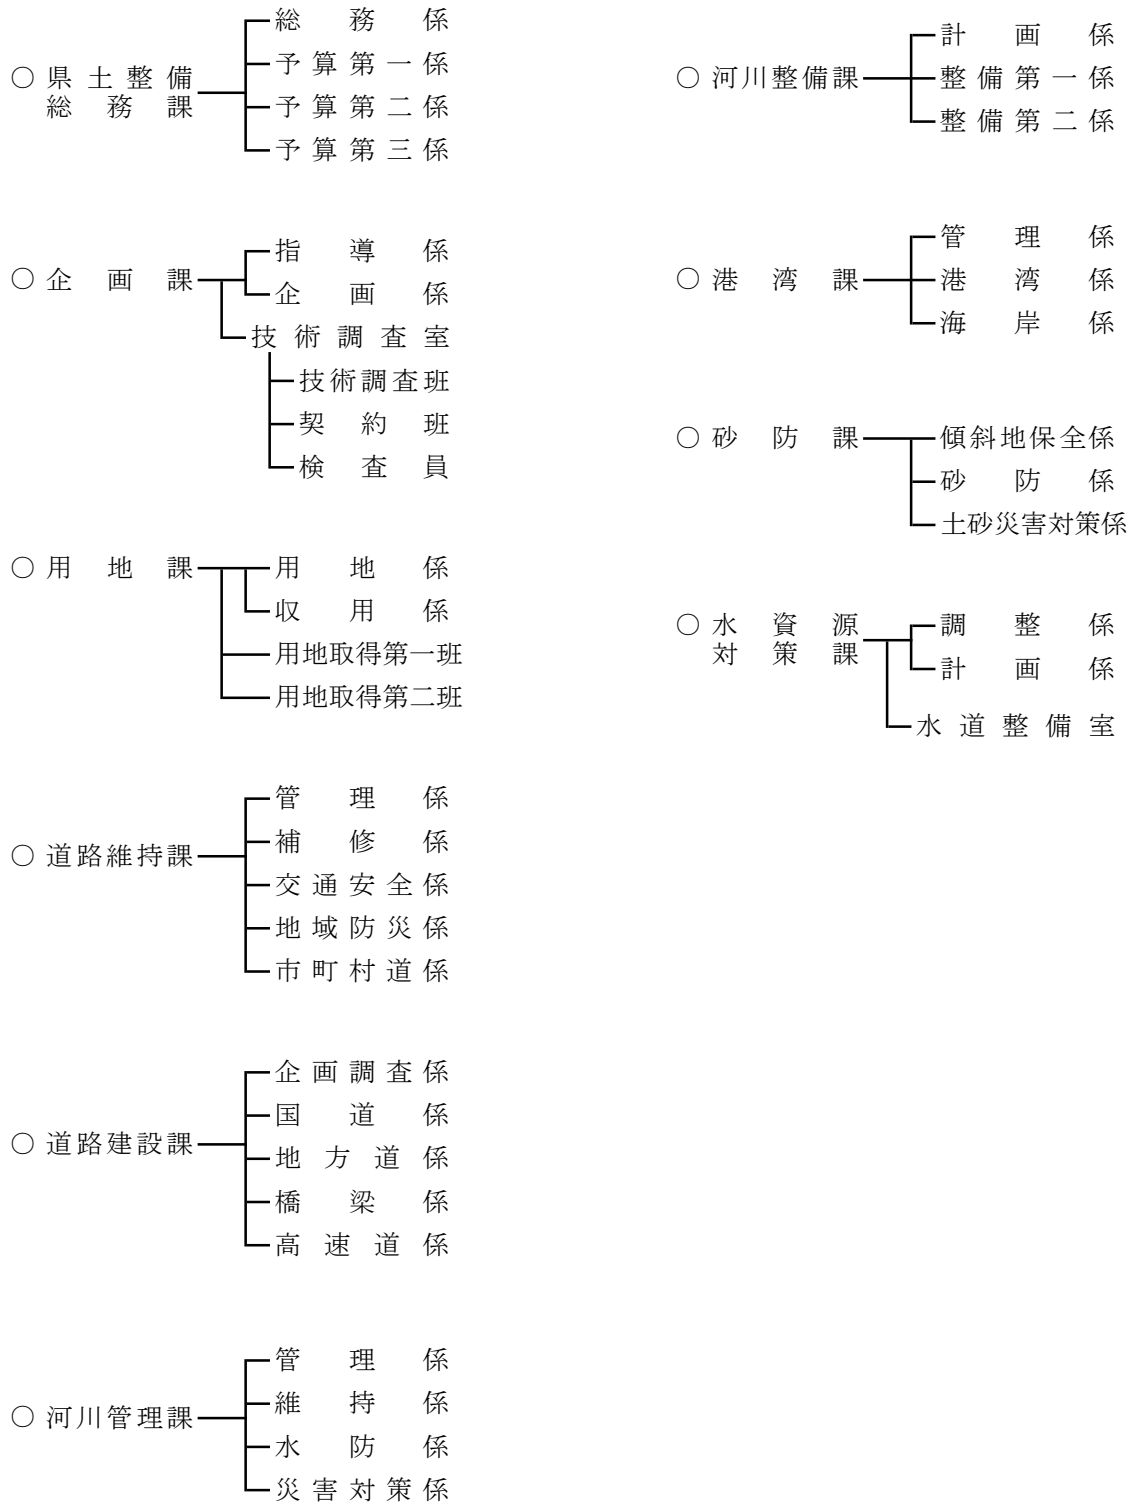 総務係
予算第一係
○県土整備
総務課
予算第二係
予算第三係
指導係
○企画課
企画係
技術調査室
技術調査班
契約班
検査員
○用地課
用地係
収用係
用地取得第一班
用地取得第二班
管理係
補修係
○道路維持課
交通安全係
地域防災係
市町村道係
企画調査係
国道係
○道路建設課
地方道係
橋梁係
高速道係
管理係
維持係
○河川管理課
水防係
災害対策係
計画係
○河川整備課
整備第一係
整備第二係
管理係
○港湾課
港湾係
海岸係
○砂防課
傾斜地保全係
砂防係
土砂災害対策係
○水資源
対策課
調整係
計画係
水道整備室